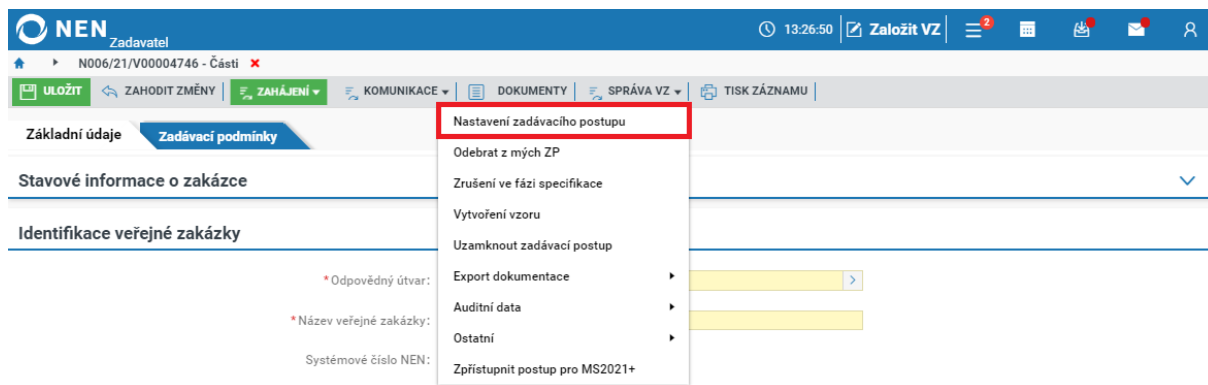 NEN Zadavatel 13:26:50 Založit VZ 2
N006/21/V00004746 - Části
ULOŽIT ZAHODIT ZMĚNY ZAHÁJENÍ KOMUNIKACE DOKUMENTY SPRÁVA VZ TISK ZÁZNAMU
Základní údaje Zadávací podmínky
Nastavení zadávacího postupu
Odebrat z mých ZP
Zrušení ve fázi specifikace
Vytvoření vzoru
Uzamknout zadávací postup
Export dokumentace
Auditní data
Ostatní
Zpřístupnit postup pro MS2021+
Stavové informace o zakázce
Identifikace veřejné zakázky
*Odpovědný útvar:
*Název veřejné zakázky:
Systémové číslo NEN: